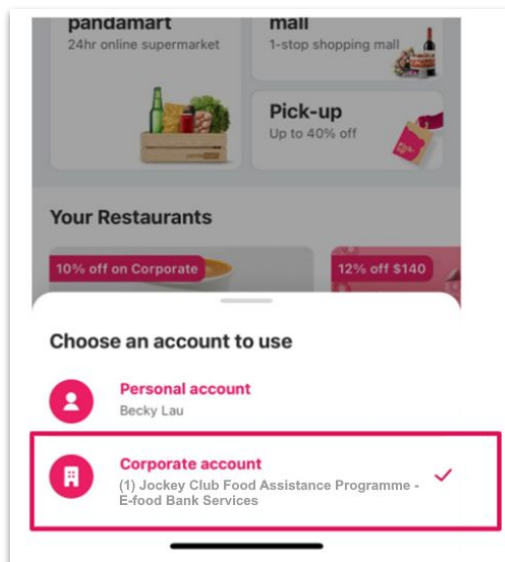 pandamart
24hr online supermarket
mall
1-stop shopping mall
Pick-up
Up to 40% off
Your Restaurants
10% off on Corporate
12% off $140
Choose an account to use
Personal account
Becky Lau
Corporate account
(1) Jockey Club Food Assistance Programme -
E-food Bank Services